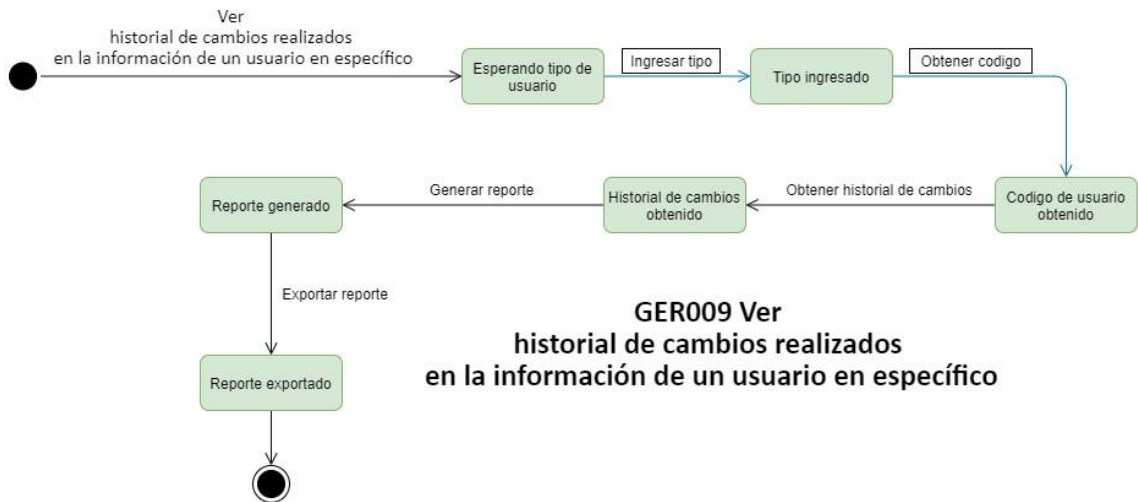 Ver
historial de cambios realizados
en la información de un usuario en específico
Esperando tipo de
usuario
Ingresar tipo
Tipo ingresado
Obtener codigo
Codigo de usuario
obtenido
Obtener historial de cambios
Historial de cambios
obtenido
Generar reporte
Reporte generado
Exportar reporte
Reporte exportado
GER009 Ver
historial de cambios realizados
en la información de un usuario en específico